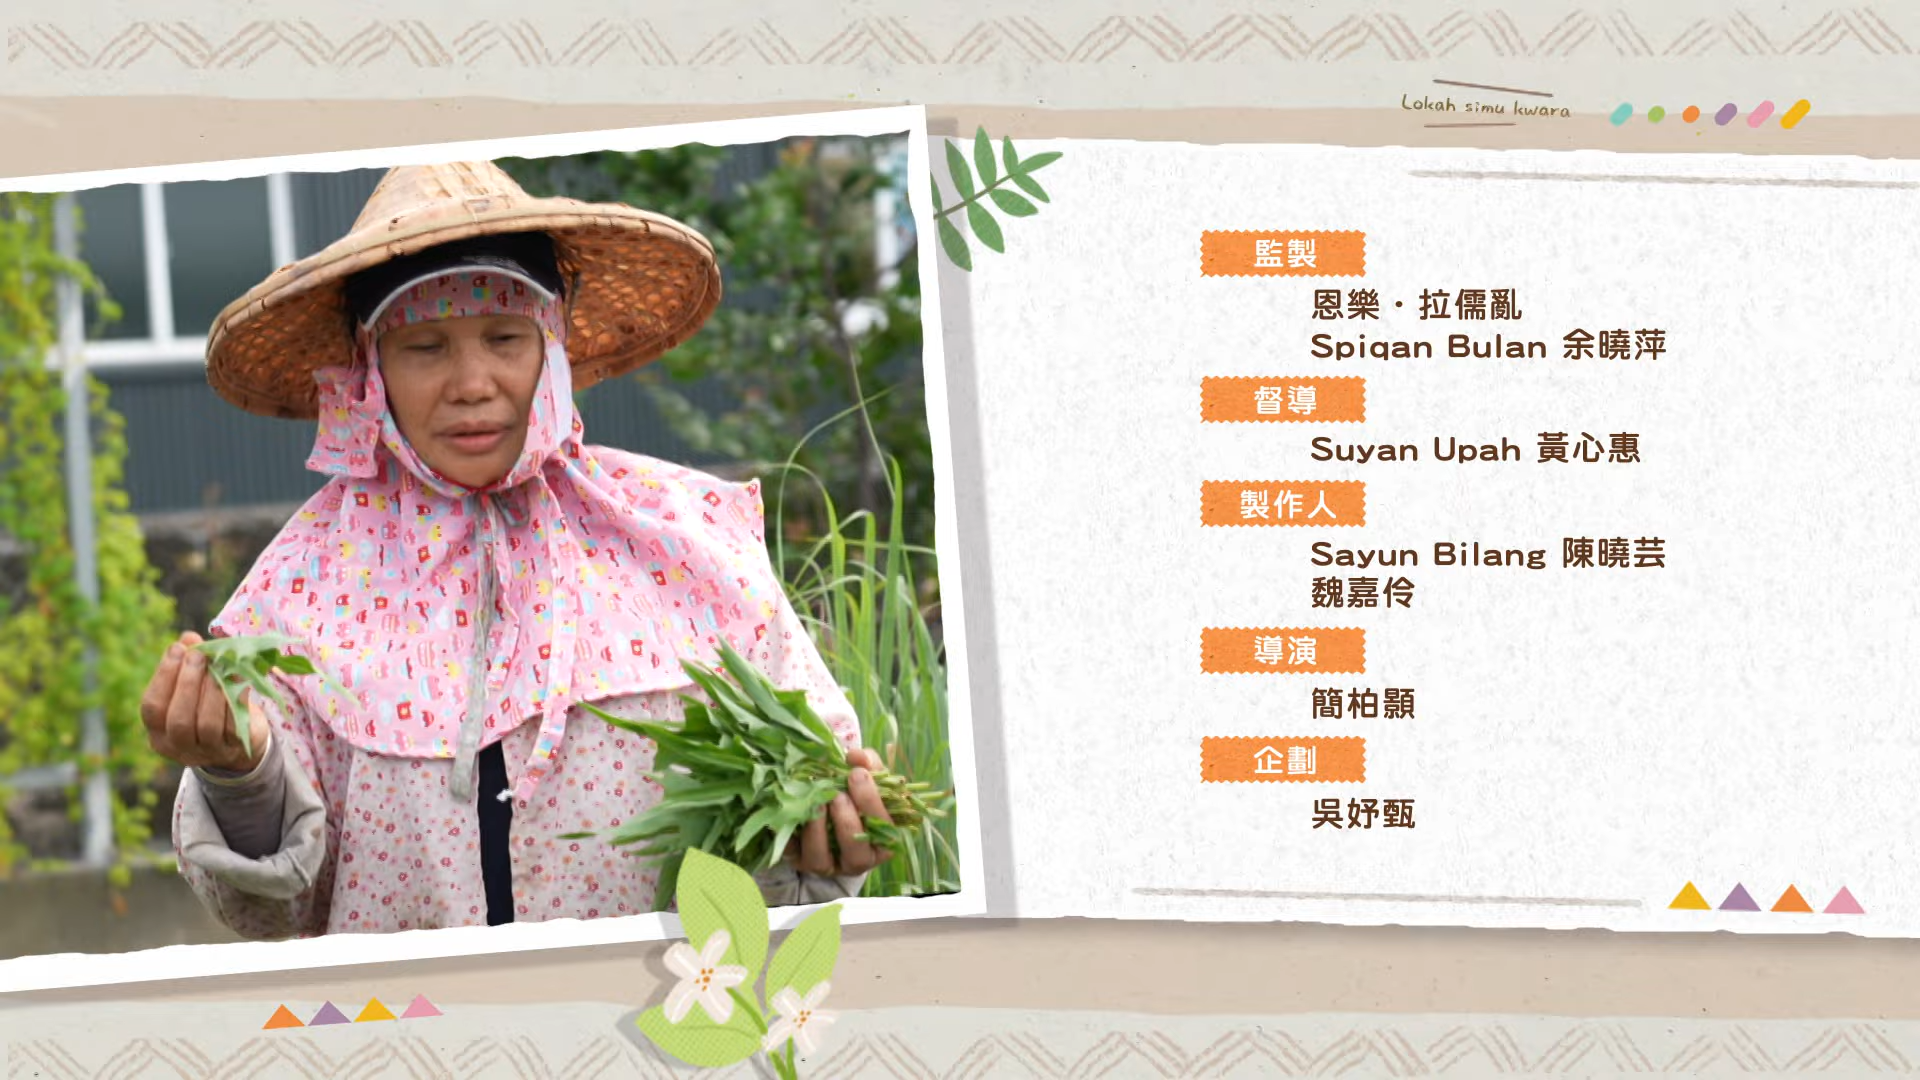 Lokah simu kwara
監製
恩樂·拉儒亂
Spiqan Bulan 余曉萍
督導
Suyan Upah 黃心惠
製作人
Sayun Bilang 陳曉芸
魏嘉伶
導演
簡柏顥
企劃
吳妤甄